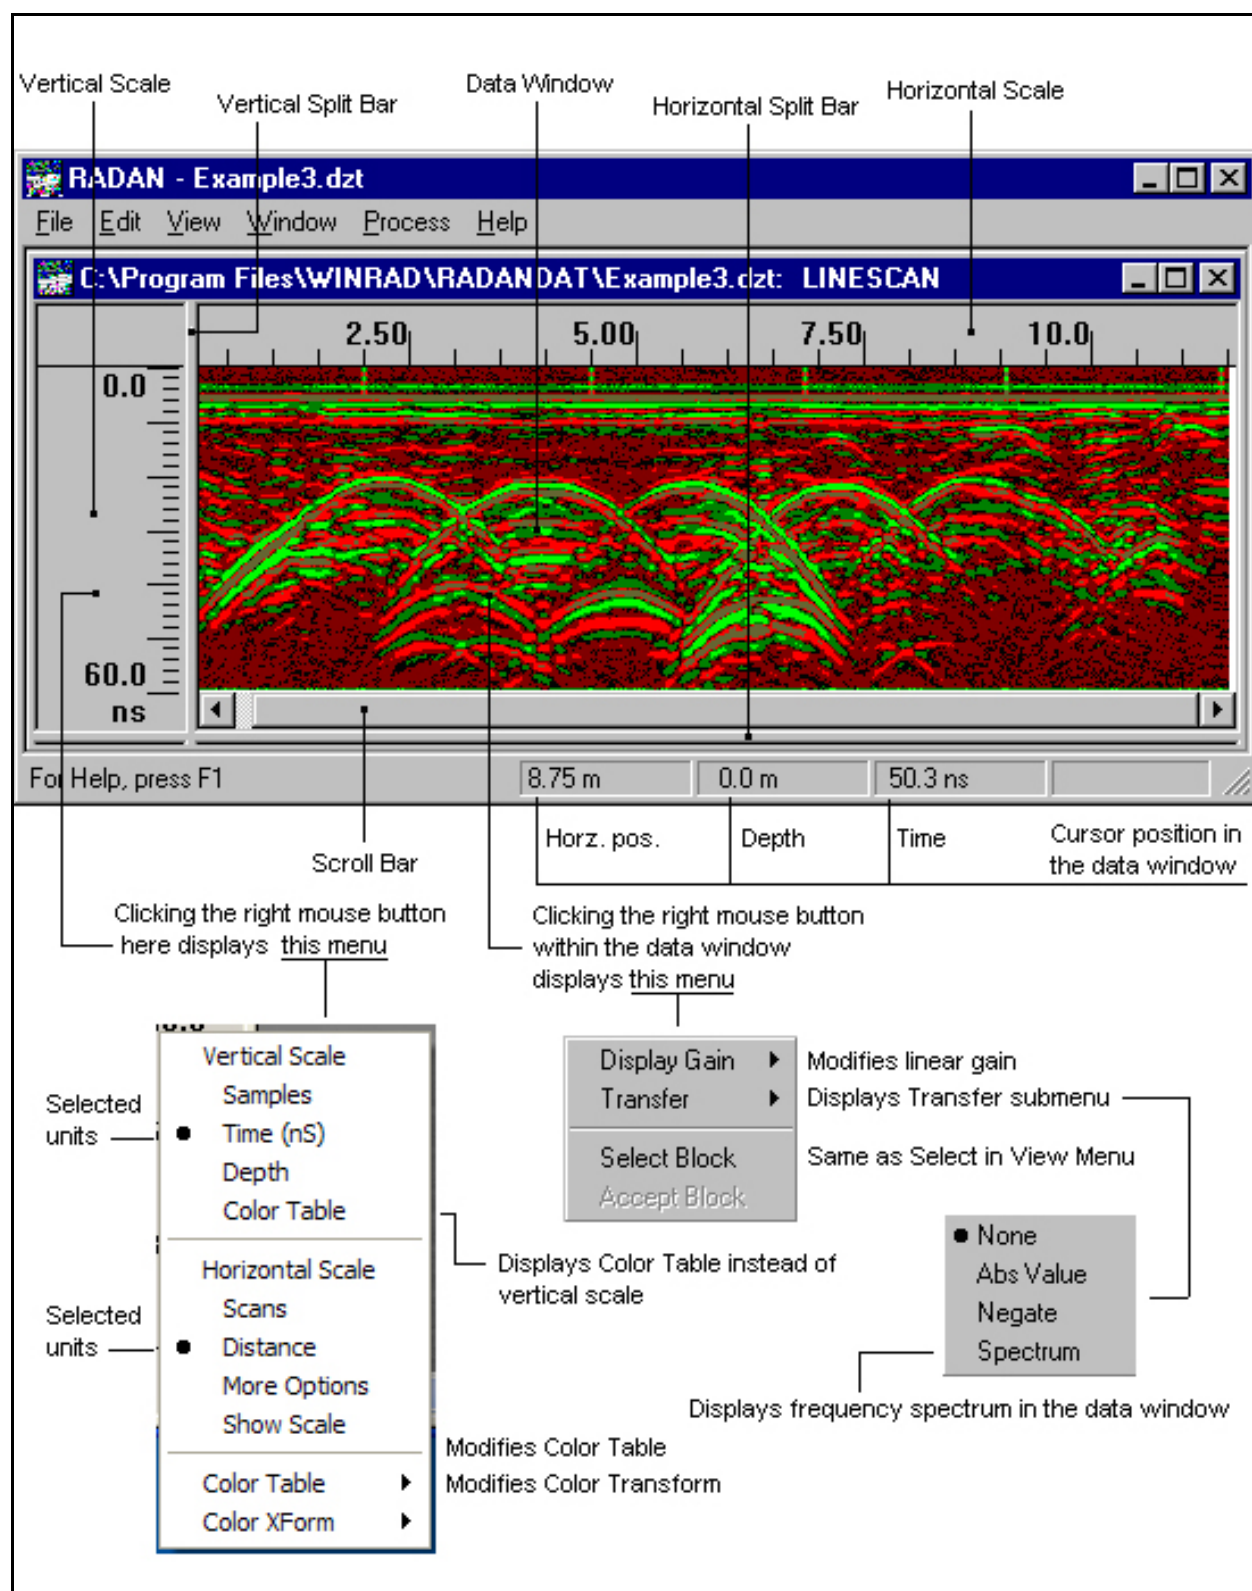 Vertical Scale
Vertical Split Bar
Data Window
Horizontal Split Bar
Horizontal Scale
RADAN - Example3.dzt
File Edit View Window Process Help
C:\Program Files\WINRAD\RADANDAT\Example3.dzt: LINESCAN
2.50 5.00 7.50 10.0
0.0
60.0
ns
For Help, press F1
8.75 m
0.0 m
50.3 ns
Horz. pos.
Depth
Time
Cursor position in
the data window
Scroll Bar
Clicking the right mouse button
here displays this menu
Clicking the right mouse button
within the data window
displays this menu
Vertical Scale
Samples
Time (nS)
Depth
Color Table
Selected
units
Horizontal Scale
Scans
Distance
More Options
Show Scale
Selected
units
Color Table
Color XForm
Displays Color Table instead of
vertical scale
Modifies Color Table
Modifies Color Transform
Display Gain
Transfer
Select Block
Accept Block
Modifies linear gain
Displays Transfer submenu
Same as Select in View Menu
None
Abs Value
Negate
Spectrum
Displays frequency spectrum in the data window